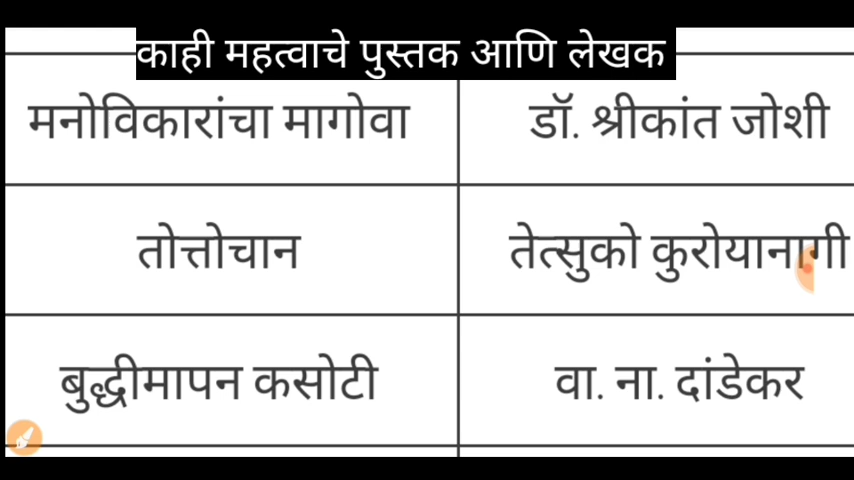 काही महत्वाचे पुस्तक आणि लेखक
मनोविकारांचा मागोवा डॉ. श्रीकांत जोशी
तोत्तोचान तेत्सुको कुरोयानागी
बुद्धीमापन कसोटी वा. ना. दांडेकर